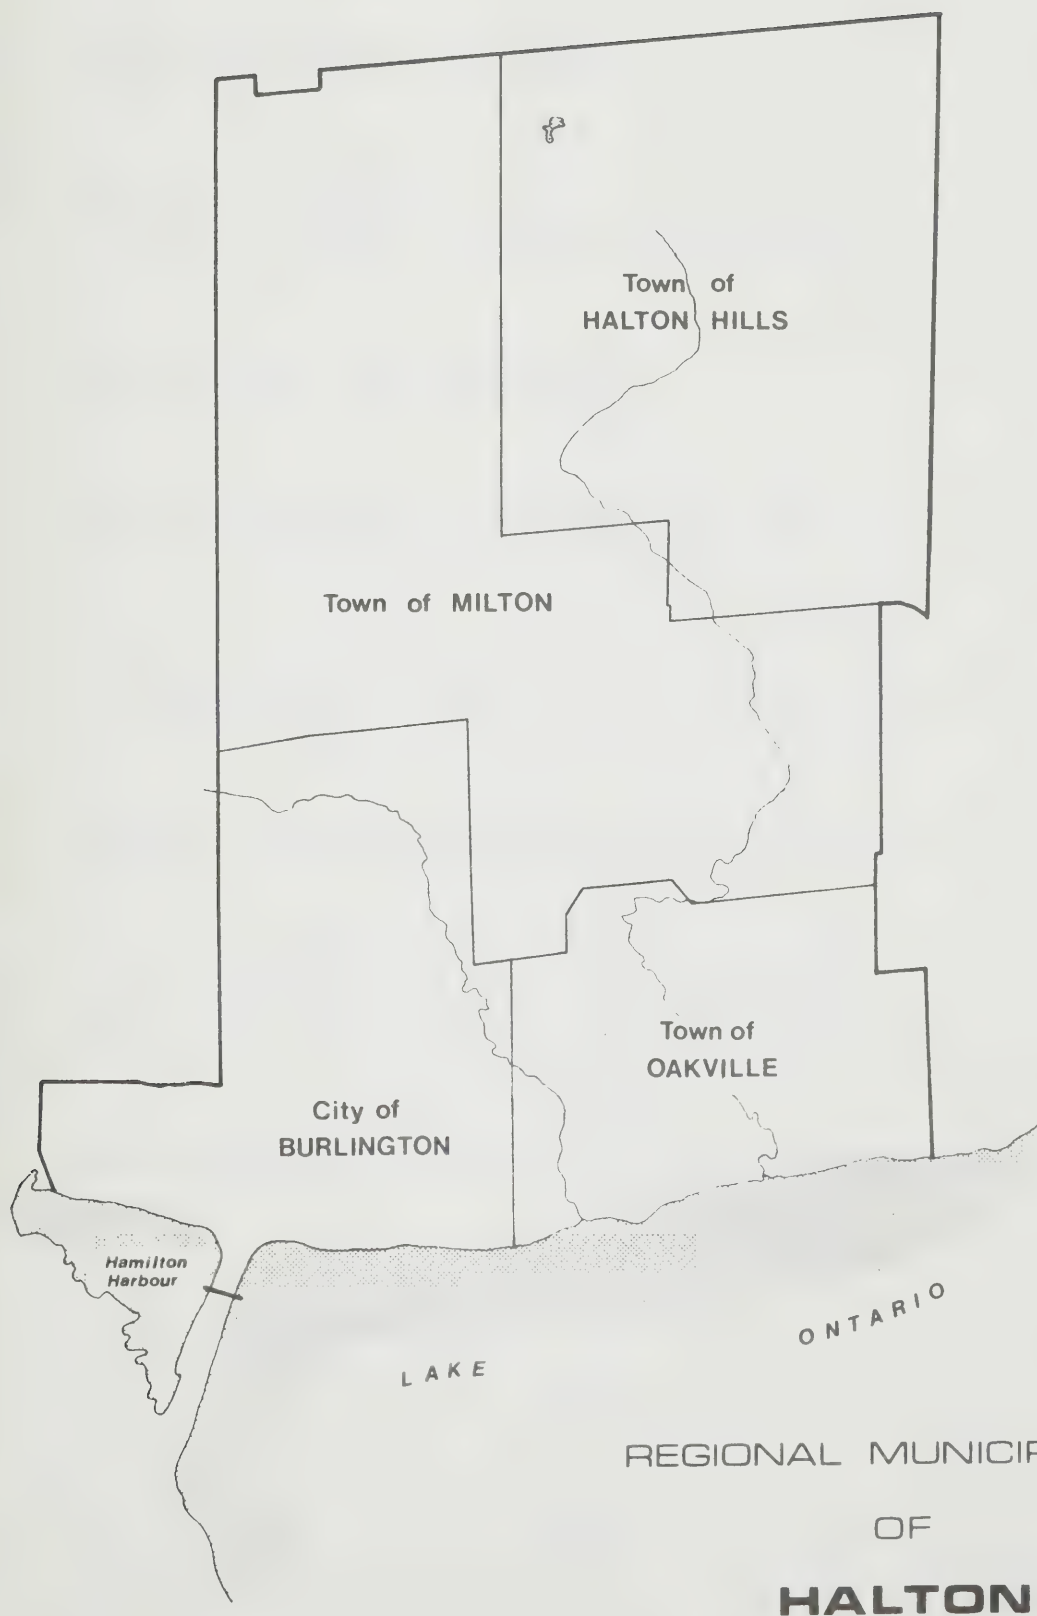 Town of
HALTON HILLS
Town of MILTON
Town of
OAKVILLE
City of
BURLINGTON
Hamilton
Harbour
LAKE ONTARIO
REGIONAL MUNICIP
OF
HALTON